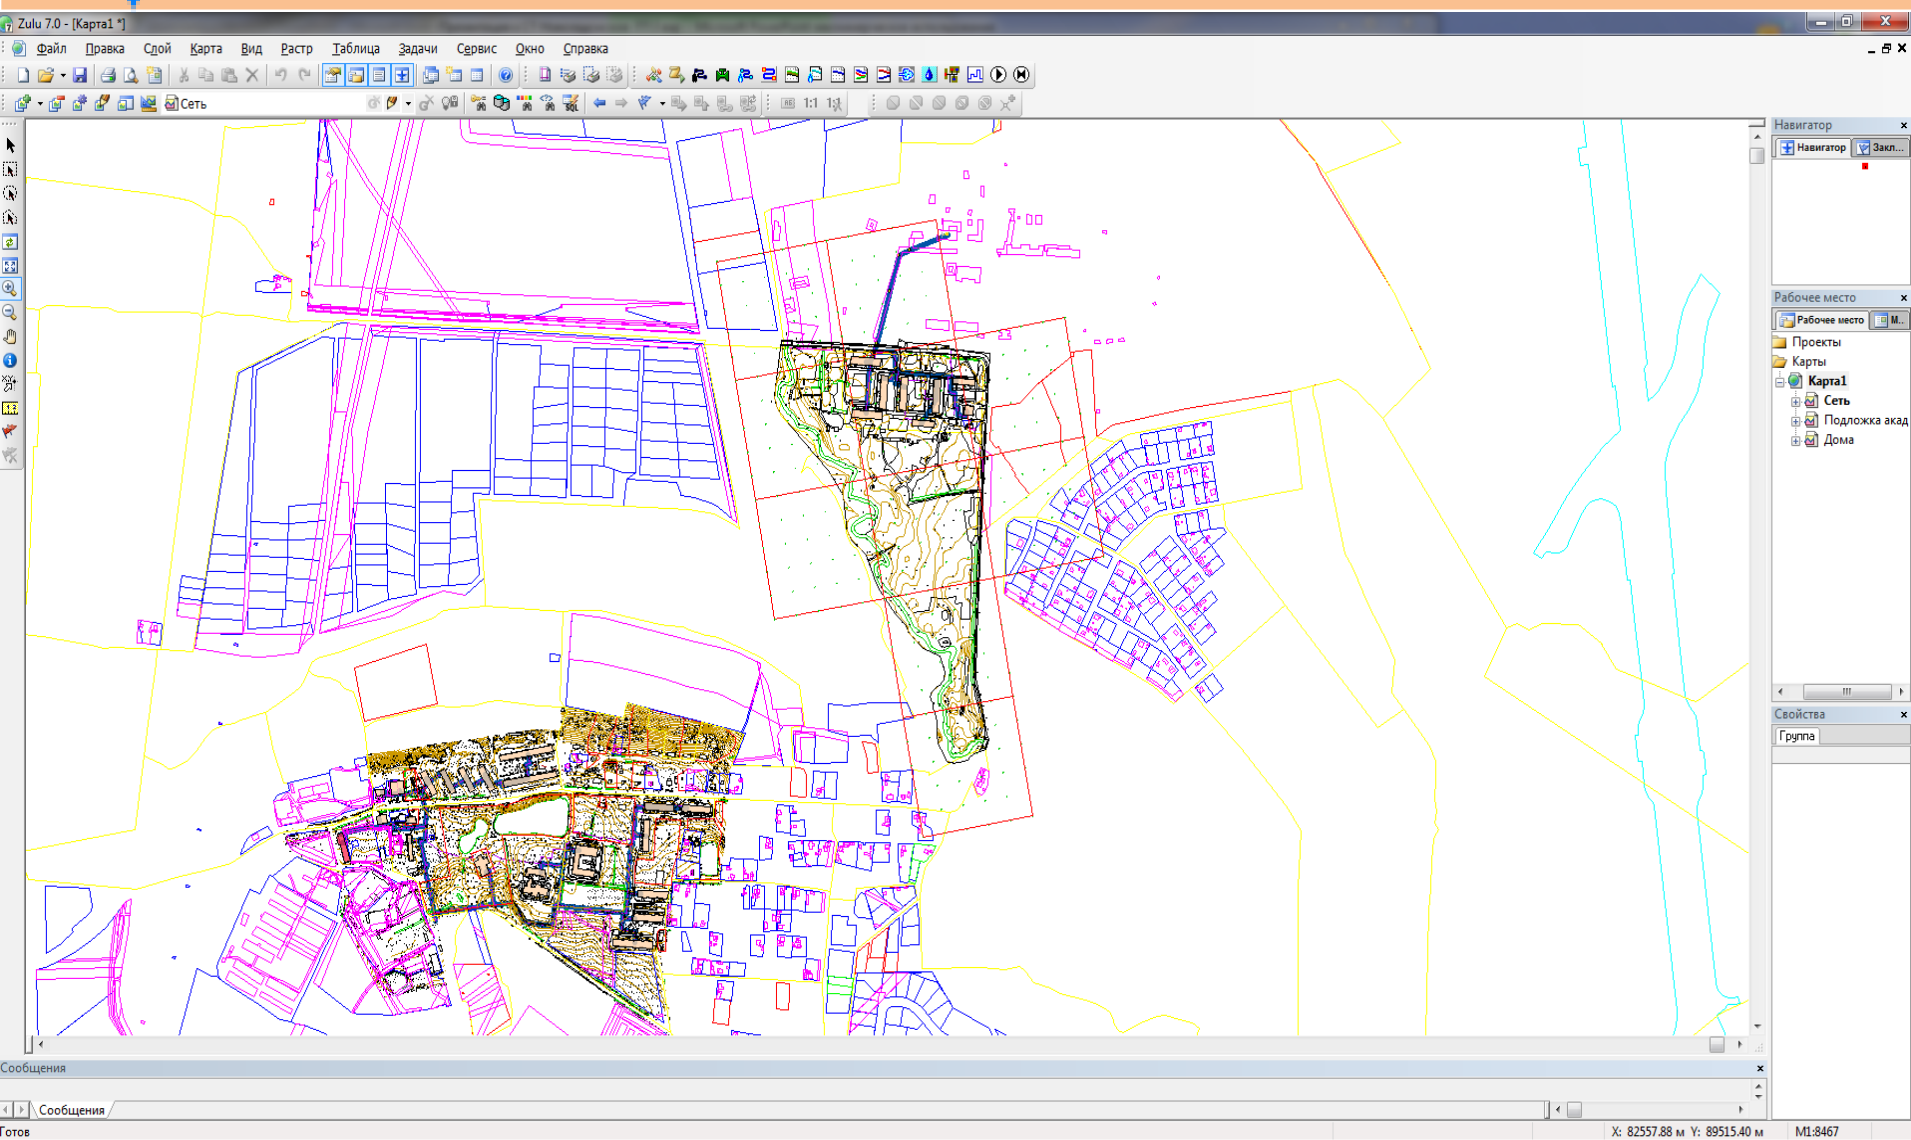 Zulu 7.0 - [Карта1 *]
Файл Правка Слой Карта Вид Растр Таблица Задачи Сервис Окно Справка
Сеть
1:1
Навигатор
Навигатор Закл...
Рабочее место
Рабочее место М...
Проекты
Карты
Карта1
Сеть
Подложка акад
Дома
Свойства
Группа
Сообщения
Сообщения
Готов
X: 82557.88 м Y: 89515.40 м М1:8467